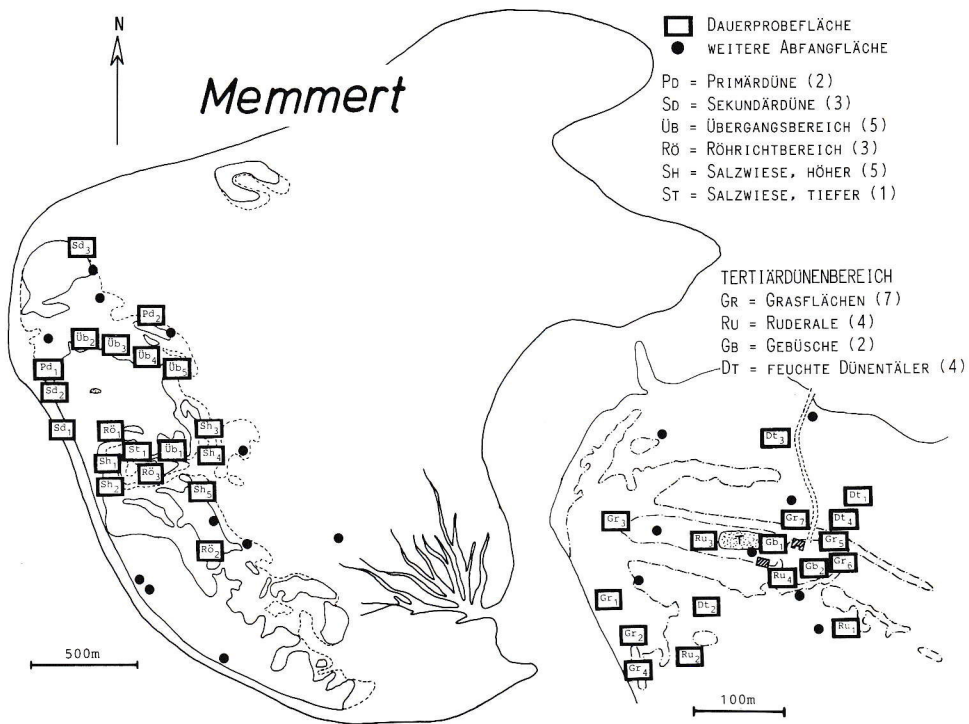 N
Memmert
DAUERPROBEFLÄCHE
WEITERE ABFANGFLÄCHE
PD = PRIMÄRDÜNE (2)
SD = SEKUNDÄRDÜNE (3)
ÜB = ÜBERGANGSBEREICH (5)
RÖ = RÖHRICHTBEREICH (3)
SH = SALZWIESE, HÖHER (5)
ST = SALZWIESE, TIEFER (1)
TERTIÄRDÜNENBEREICH
GR = GRASFLÄCHEN (7)
RU = RUDERALE (4)
GB = GEBÜSCHE (2)
DT = FEUCHTE DÜNENTÄLER (4)
Sd₃
Pd₂
Üb₂
Üb₃
Üb₄
Üb₅
Pd₁
Sd₂
Sd₁
Rö₁
Sh₃
St₁
Üb₁
Sh₄
Sh₁
Rö₃
Sh₂
Sh₅
Rö₂
500m
Dt₃
Dt₁
Gr₃
Gr₇
Dt₄
Ru₃
T
Gb₁
Gr₅
Gr₆
Gb₂
Ru₄
Gr₁
Dt₂
Ru₁
Gr₂
Ru₂
Gr₄
100m